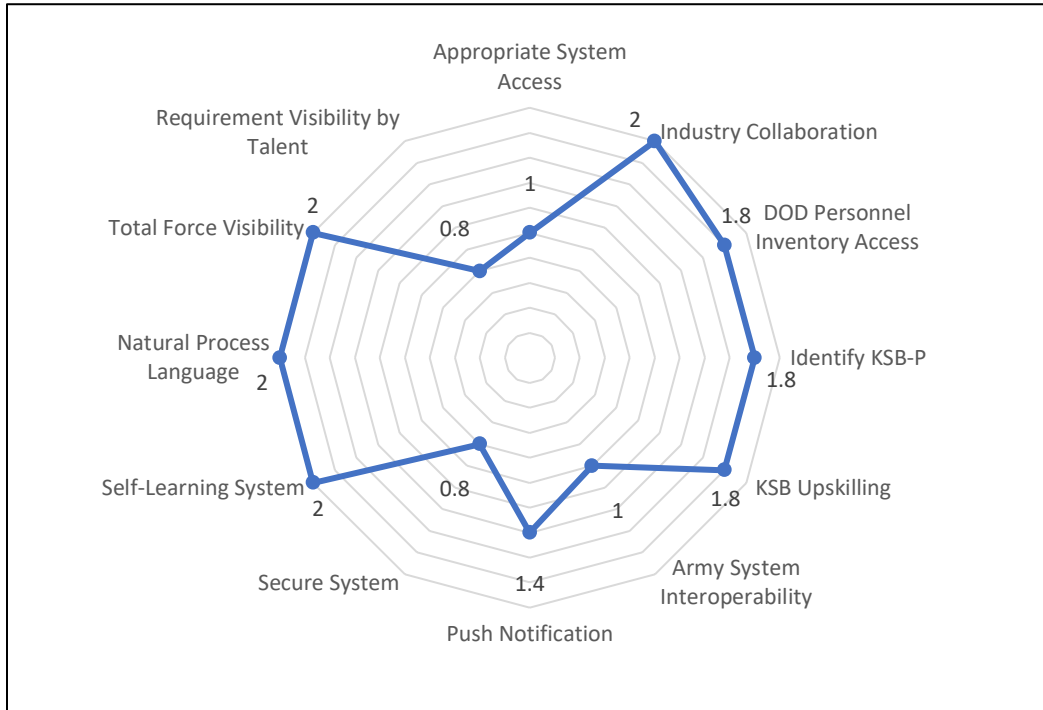 Appropriate System
Access
1
Industry Collaboration
2
DOD Personnel
Inventory Access
1.8
Identify KSB-P
1.8
KSB Upskilling
1.8
Army System
Interoperability
1
Push Notification
1.4
Secure System
0.8
Self-Learning System
2
Natural Process
Language
2
Total Force Visibility
2
Requirement Visibility by
Talent
0.8